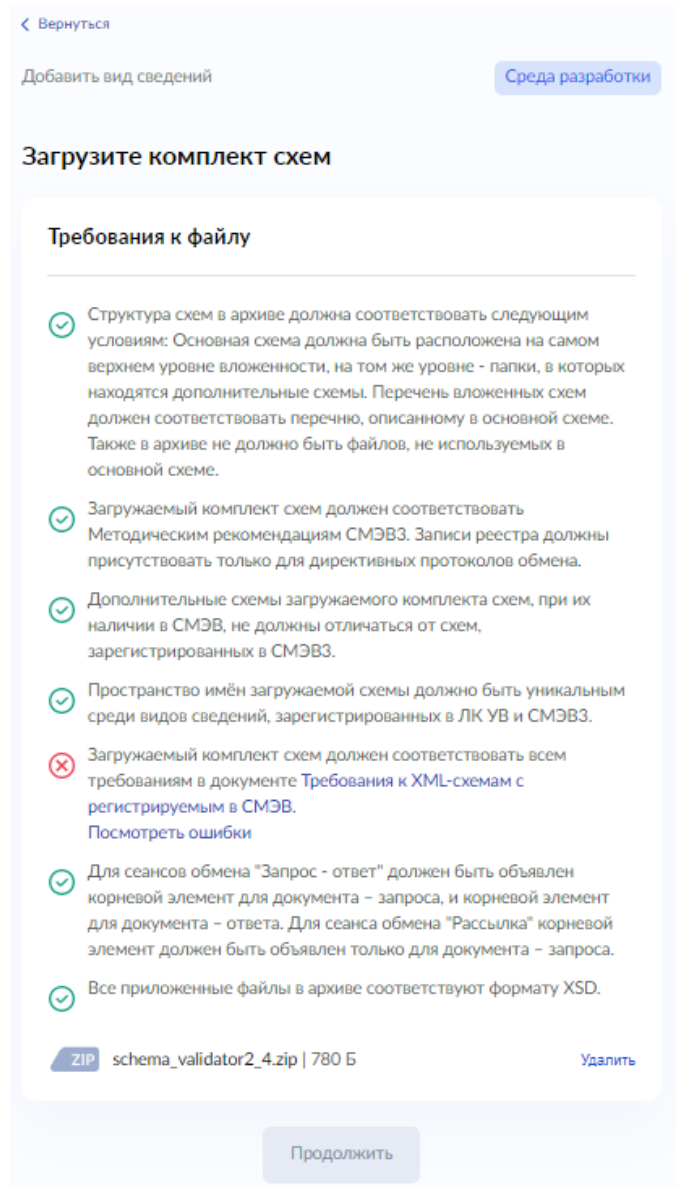 Вернуться
Добавить вид сведений
Среда разработки
Загрузите комплект схем
Требования к файлу
Структура схем в архиве должна соответствовать следующим
условиям: Основная схема должна быть расположена на самом
верхнем уровне вложенности, на том же уровне - папки, в которых
находятся дополнительные схемы. Перечень вложенных схем
должен соответствовать перечню, описанному в основной схеме.
Также в архиве не должно быть файлов, не используемых в
основной схеме.
Загружаемый комплект схем должен соответствовать
Методическим рекомендациям СМЭВ3. Записи реестра должны
присутствовать только для директивных протоколов обмена.
Дополнительные схемы загружаемого комплекта схем, при их
наличии в СМЭВ, не должны отличаться от схем,
зарегистрированных в СМЭВ3.
Пространство имён загружаемой схемы должно быть уникальным
среди видов сведений, зарегистрированных в ЛК УВ и СМЭВ3.
Загружаемый комплект схем должен соответствовать всем
требованиям в документе Требования к XML-схемам с
регистрируемым в СМЭВ.
Посмотреть ошибки
Для сеансов обмена "Запрос - ответ" должен быть объявлен
корневой элемент для документа – запроса, и корневой элемент
для документа – ответа. Для сеанса обмена "Рассылка" корневой
элемент должен быть объявлен только для документа – запроса.
Все приложенные файлы в архиве соответствуют формату XSD.
ZIP schema_validator2_4.zip | 780 Б
Удалить
Продолжить